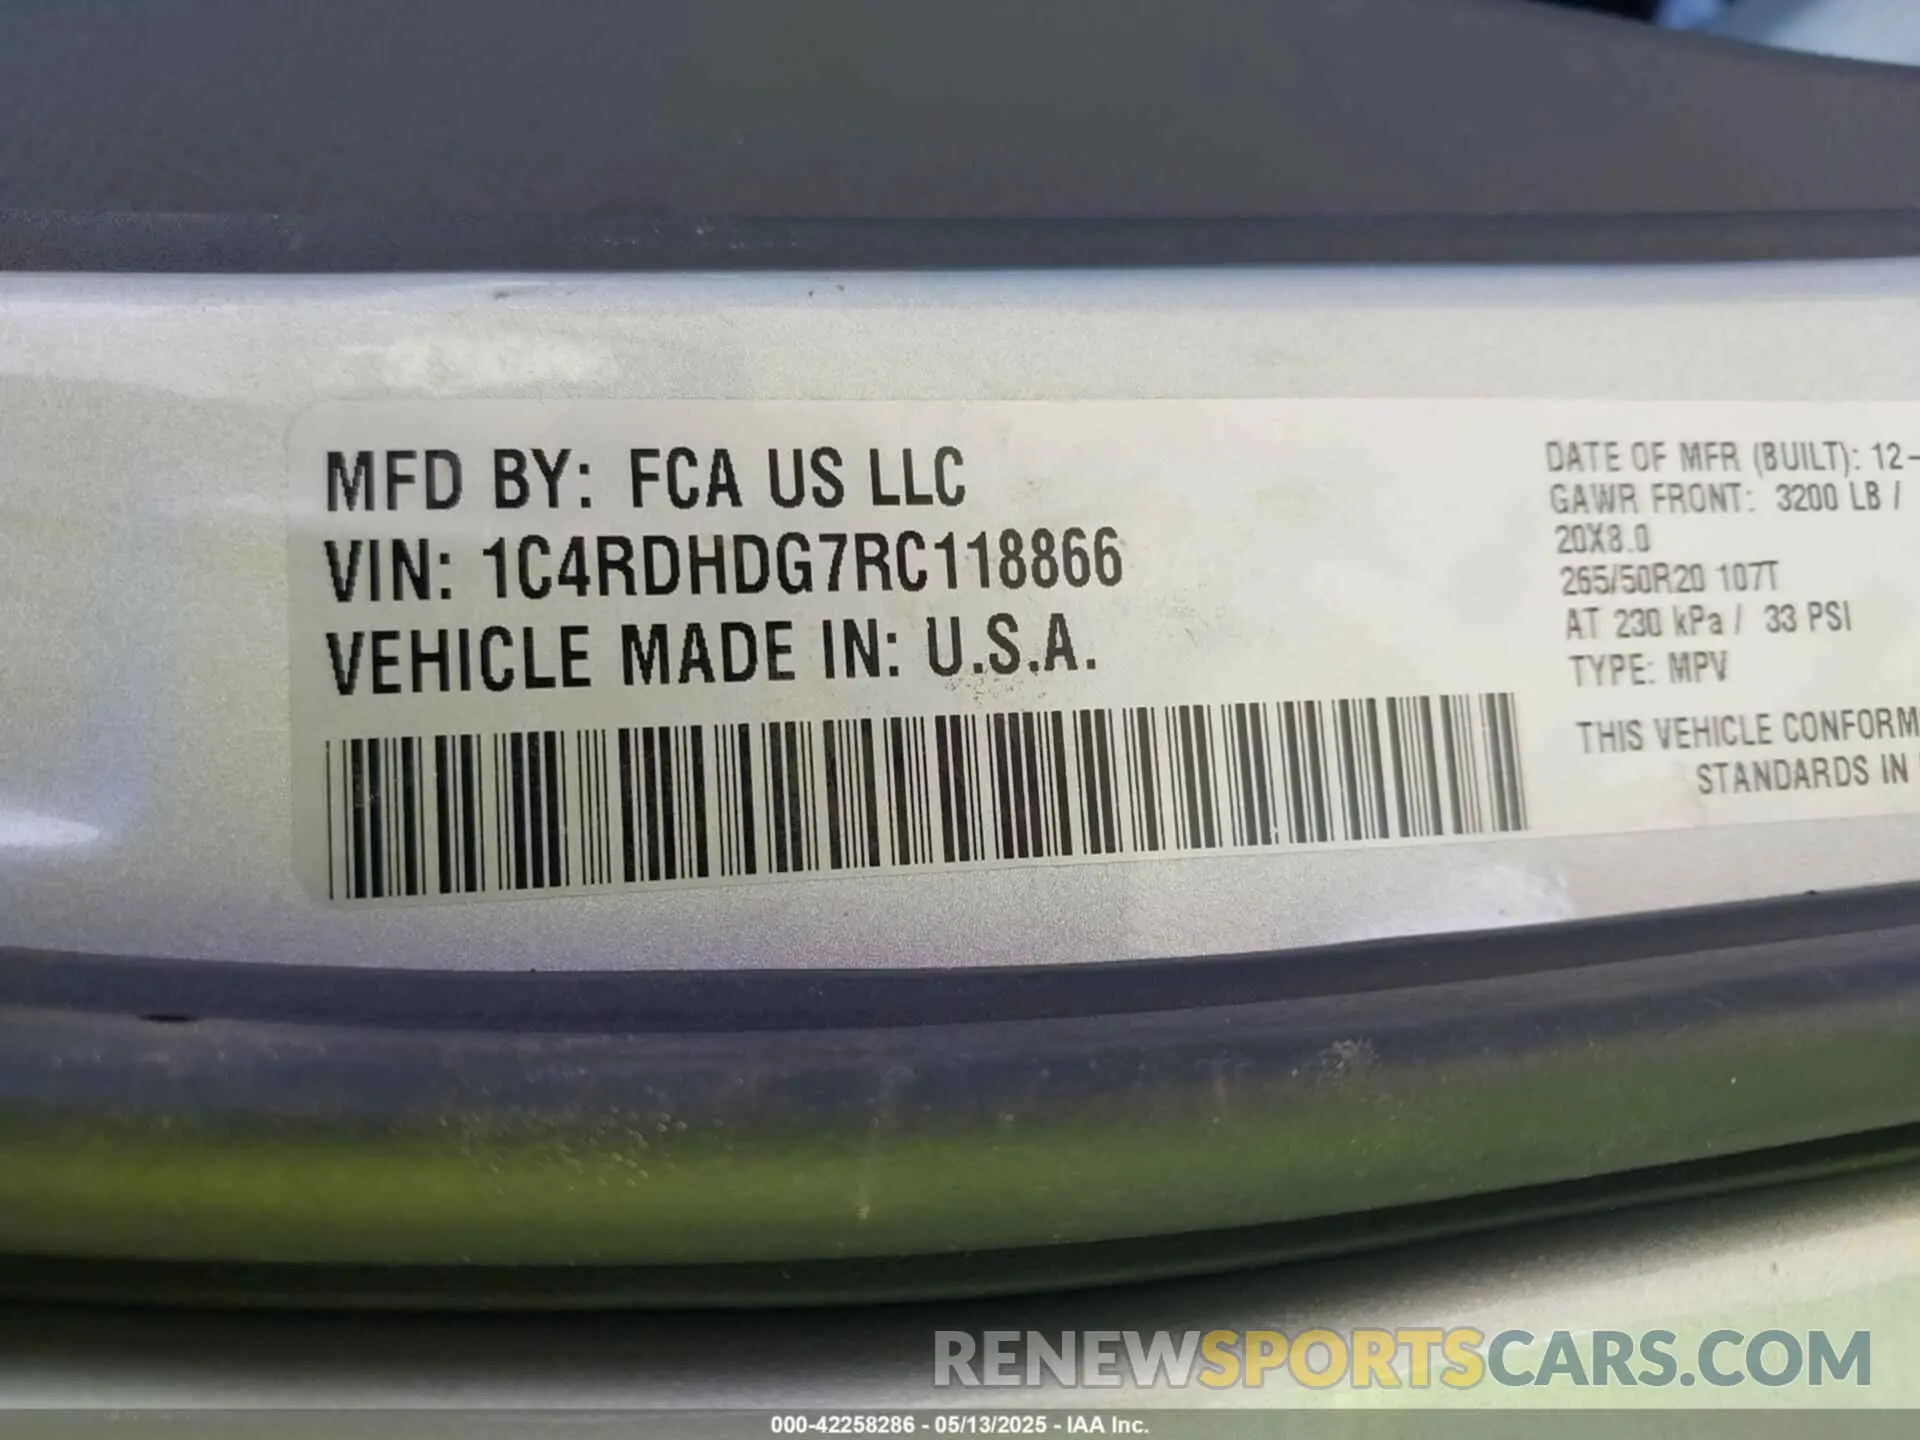 MFD BY: FCA US LLC
VIN: 1C4RDHDG7RC118866
VEHICLE MADE IN: U.S.A.
DATE OF MFR (BUILT): 12-
GAWR FRONT: 3200 LB /
20X8.0
265/50R20 107T
AT 230 kPa / 33 PSI
TYPE: MPV
THIS VEHICLE CONFORM
STANDARDS IN
RENEWSPORTSCARS.COM
000-42258286 - 05/13/2025 - IAA Inc.